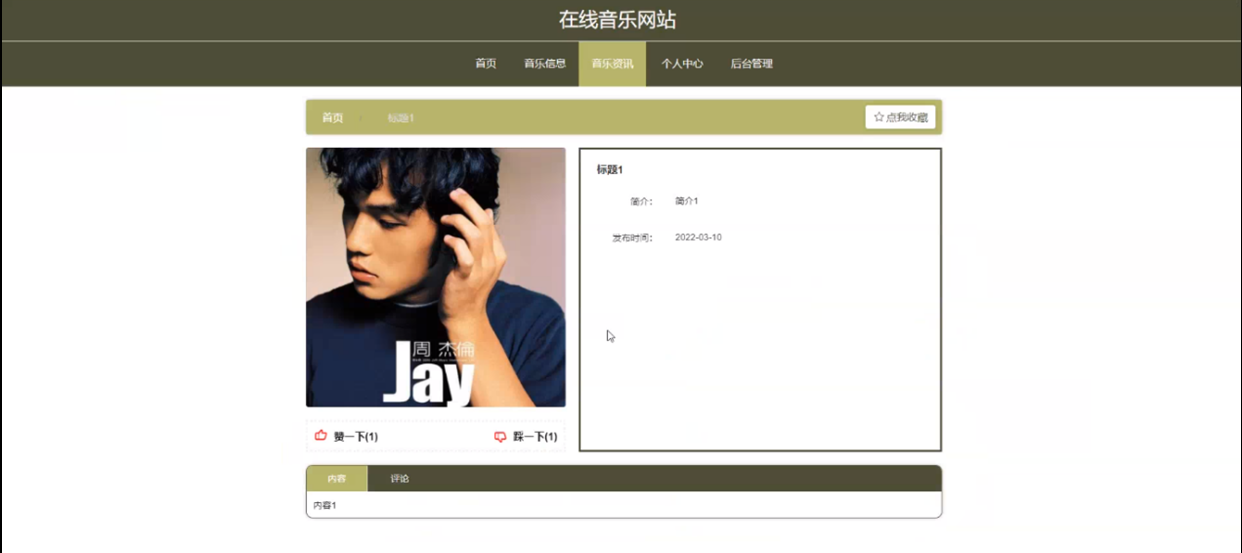 在线音乐网站
首页 音乐信息 音乐资讯 个人中心 后台管理
首页 标题1 ☆ 点我收藏
标题1
简介： 简介1
发布时间： 2022-03-10
周 杰倫
Jay
赞一下(1) 踩一下(1)
内容 评论
内容1